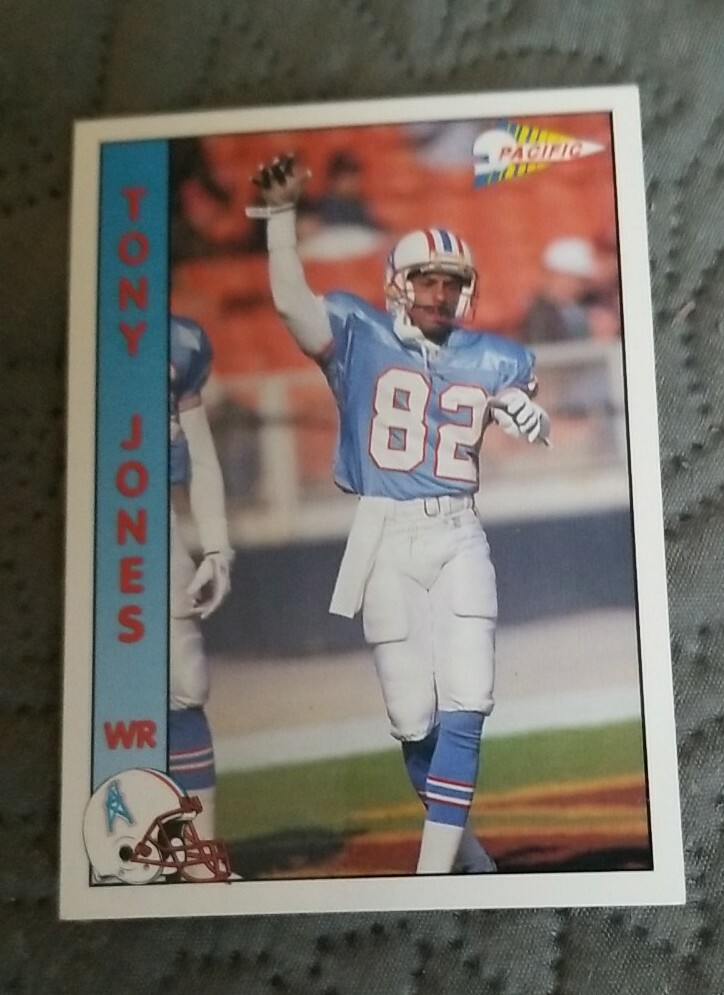 PACIFIC
TONY JONES
WR
82